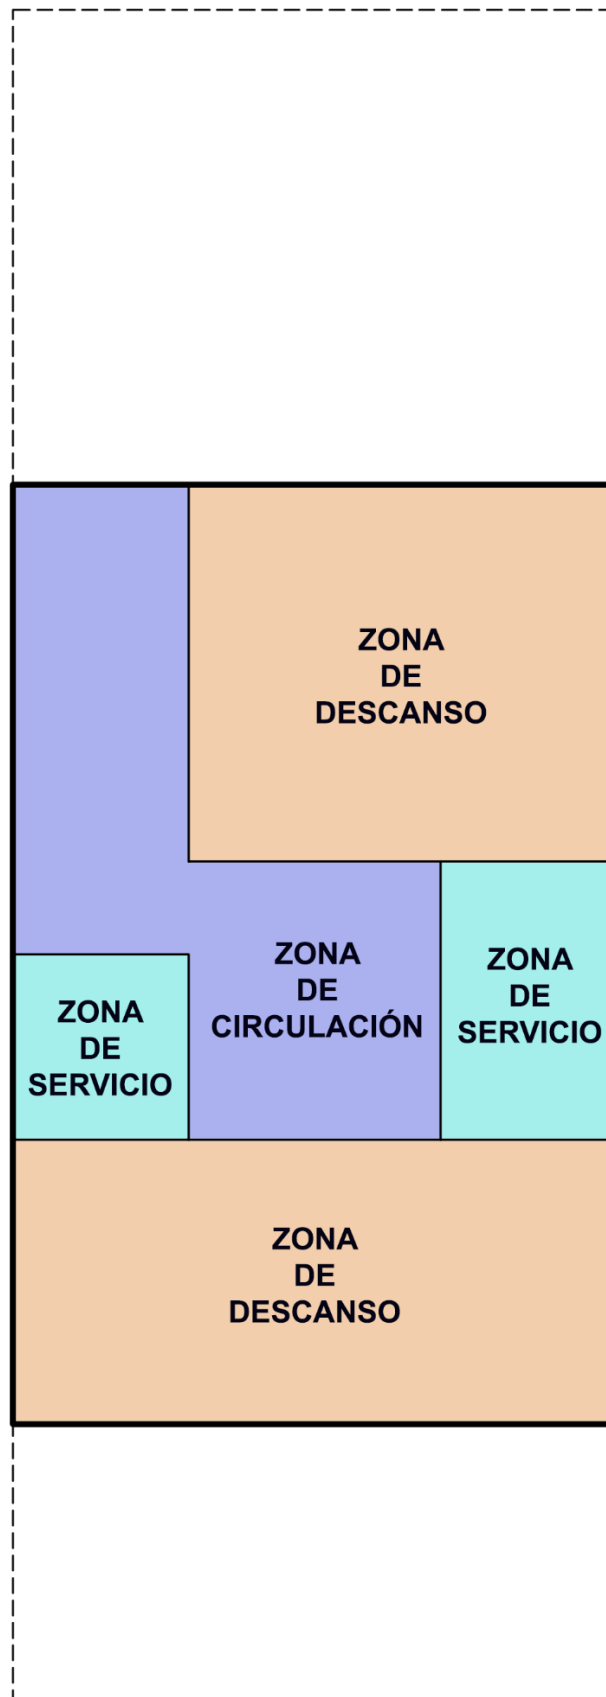 ZONA
DE
DESCANSO
ZONA
DE
CIRCULACIÓN
ZONA
DE
SERVICIO
ZONA
DE
SERVICIO
ZONA
DE
DESCANSO